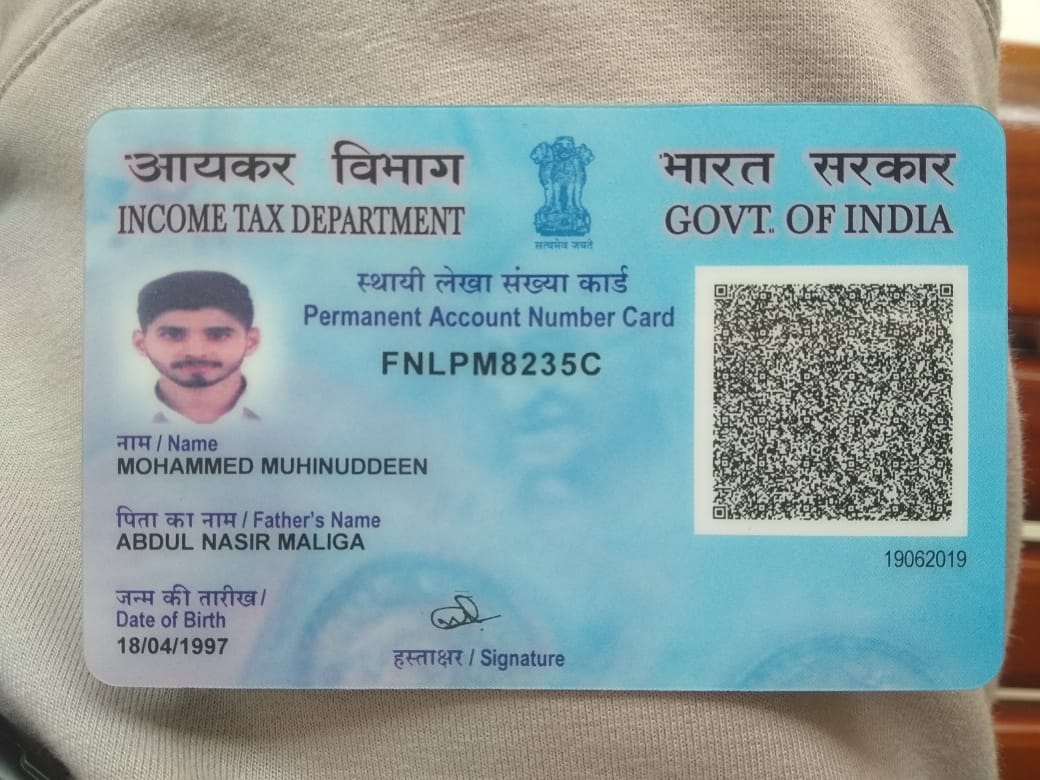 आयकर विभाग
INCOME TAX DEPARTMENT
सत्यमेव जयते
भारत सरकार
GOVT. OF INDIA
स्थायी लेखा संख्या कार्ड
Permanent Account Number Card
FNLPM8235C
नाम / Name
MOHAMMED MUHINUDDEEN
पिता का नाम / Father's Name
ABDUL NASIR MALIGA
जन्म की तारीख /
Date of Birth
18/04/1997
हस्ताक्षर / Signature
19062019